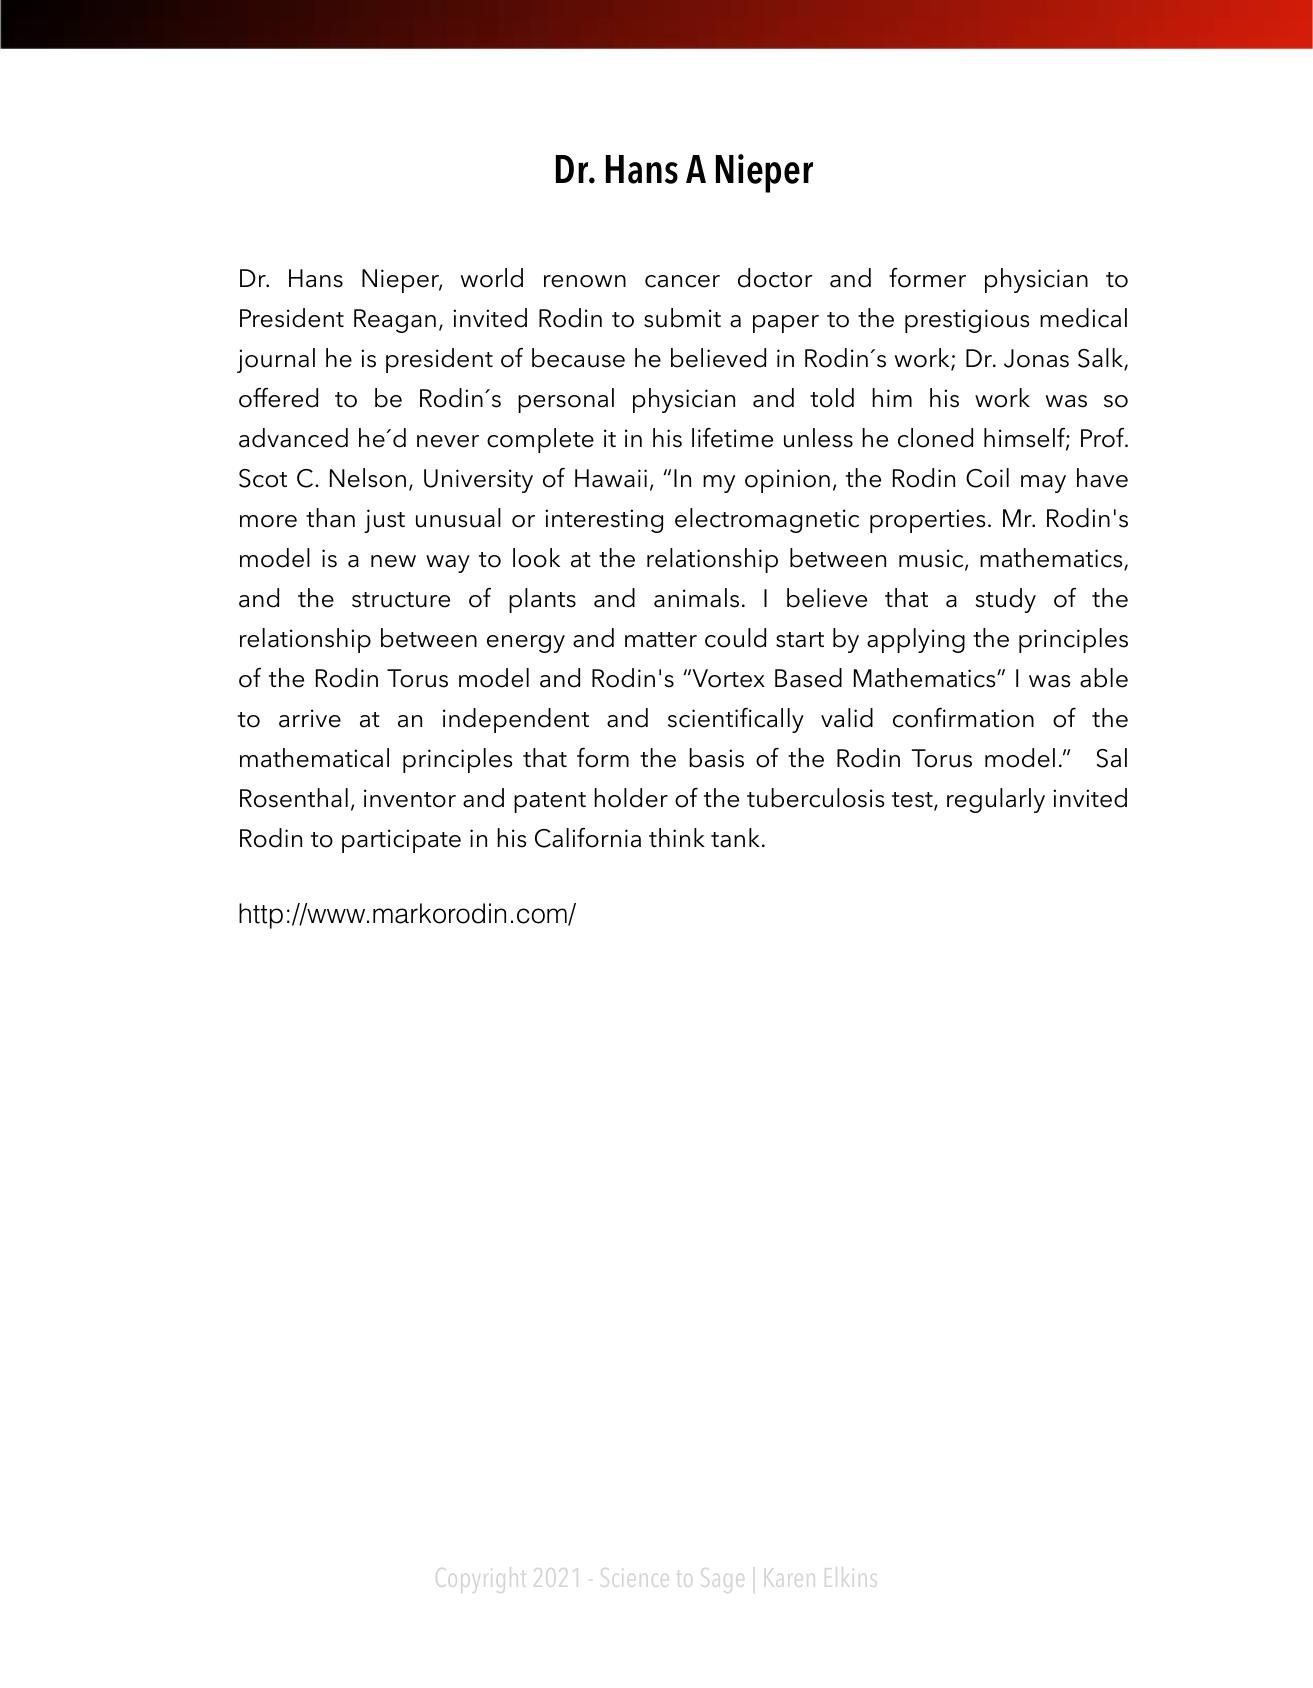 Dr. Hans A Nieper
Dr. Hans Nieper, world renown cancer doctor and former physician to
President Reagan, invited Rodin to submit a paper to the prestigious medical
journal he is president of because he believed in Rodin´s work; Dr. Jonas Salk,
offered to be Rodin´s personal physician and told him his work was so
advanced he´d never complete it in his lifetime unless he cloned himself; Prof.
Scot C. Nelson, University of Hawaii, “In my opinion, the Rodin Coil may have
more than just unusual or interesting electromagnetic properties. Mr. Rodin's
model is a new way to look at the relationship between music, mathematics,
and the structure of plants and animals. I believe that a study of the
relationship between energy and matter could start by applying the principles
of the Rodin Torus model and Rodin's “Vortex Based Mathematics” I was able
to arrive at an independent and scientifically valid confirmation of the
mathematical principles that form the basis of the Rodin Torus model.”  Sal
Rosenthal, inventor and patent holder of the tuberculosis test, regularly invited
Rodin to participate in his California think tank.
http://www.markorodin.com/
Copyright 2021 - Science to Sage | Karen Elkins